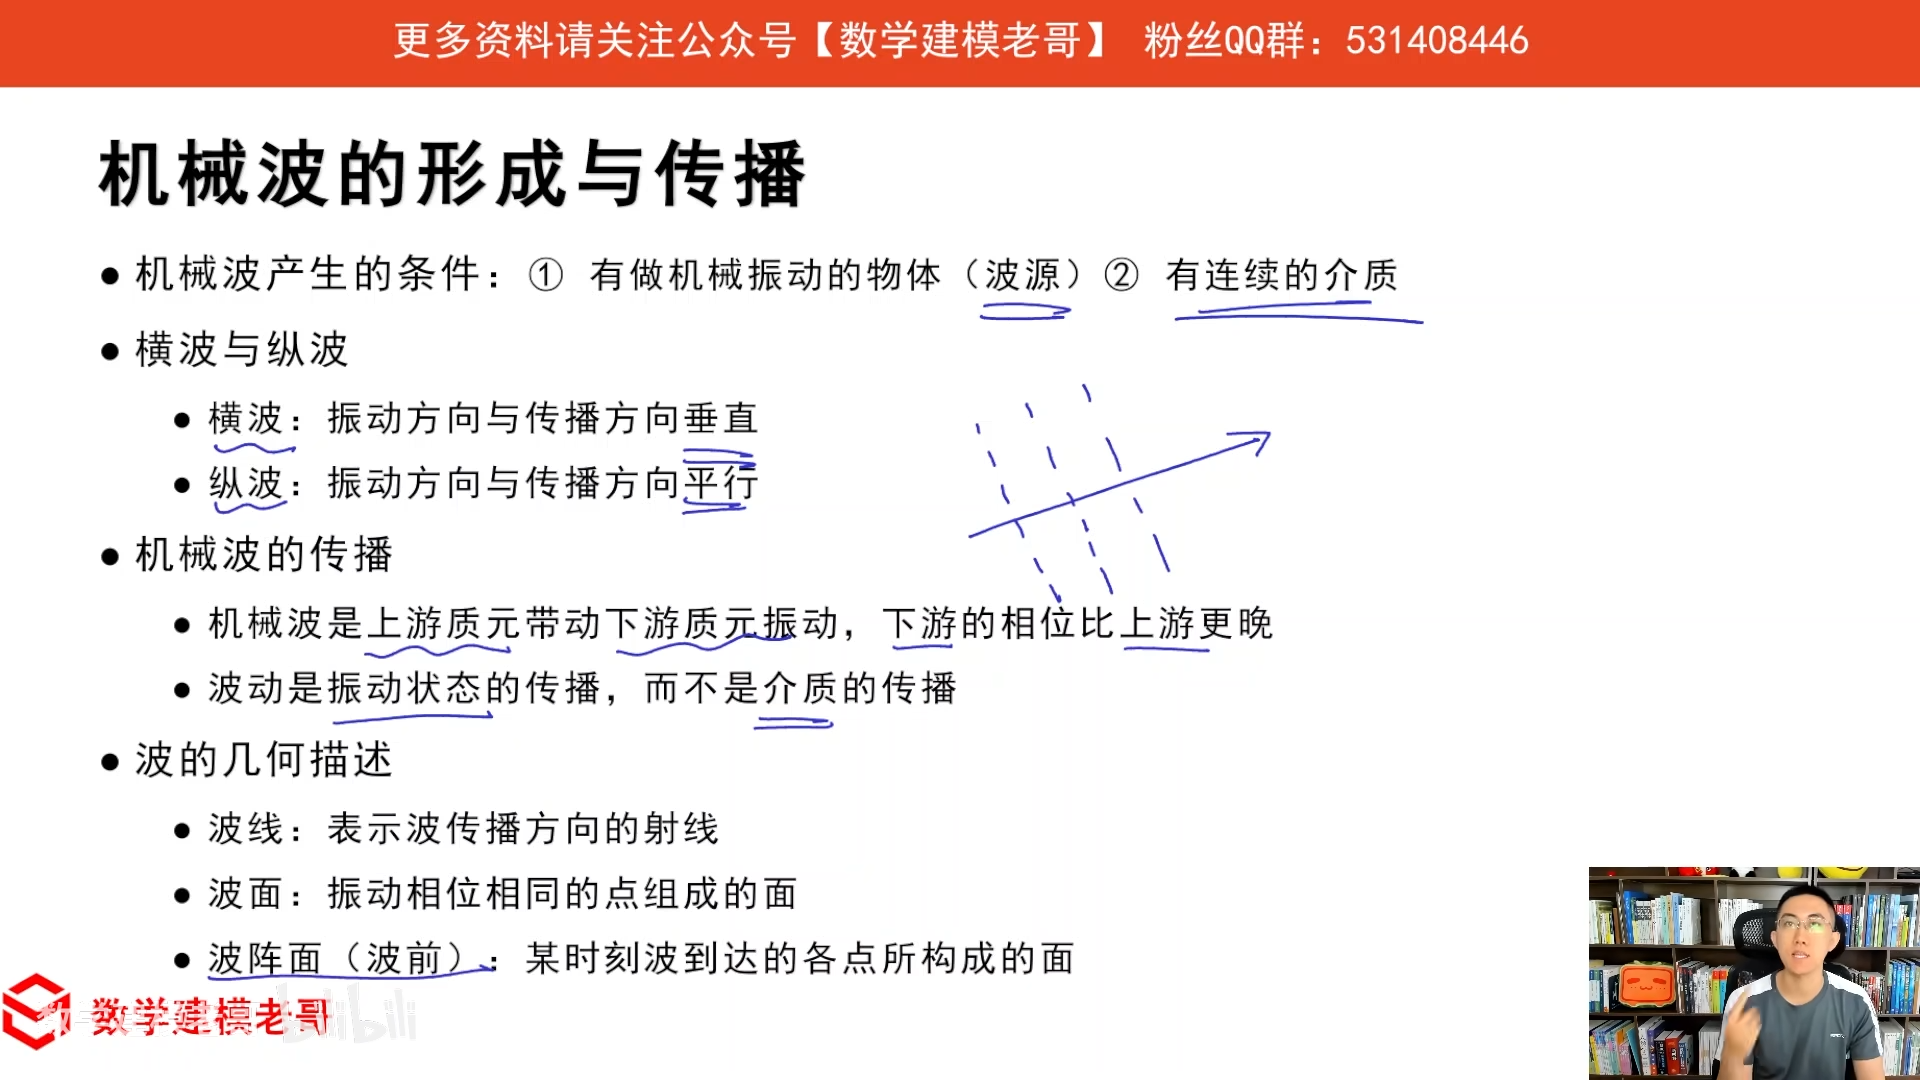 更多资料请关注公众号【数学建模老哥】 粉丝QQ群：531408446
机械波的形成与传播
● 机械波产生的条件：① 有做机械振动的物体（波源）② 有连续的介质
● 横波与纵波
● 横波：振动方向与传播方向垂直
● 纵波：振动方向与传播方向平行
● 机械波的传播
● 机械波是上游质元带动下游质元振动，下游的相位比上游更晚
● 波动是振动状态的传播，而不是介质的传播
● 波的几何描述
● 波线：表示波传播方向的射线
● 波面：振动相位相同的点组成的面
● 波阵面（波前）：某时刻波到达的各点所构成的面
数学建模老哥
数学建模老哥 bilibili